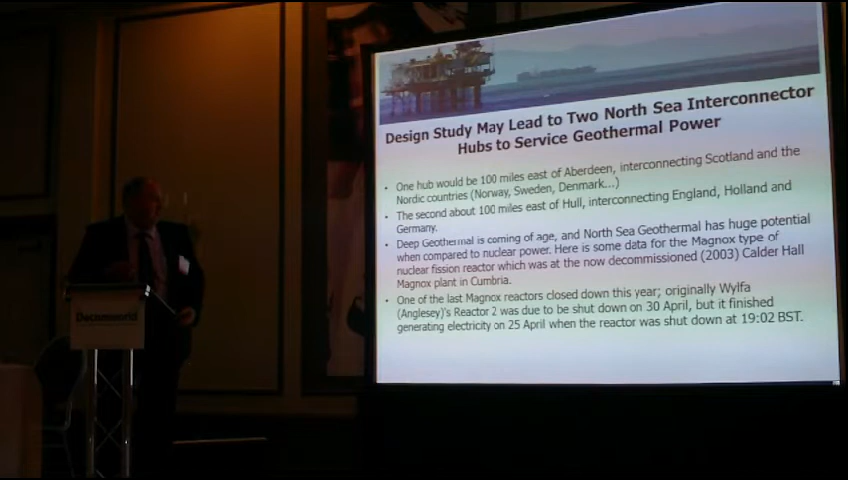 Design Study May Lead to Two North Sea Interconnector
Hubs to Service Geothermal Power
• One hub would be 100 miles east of Aberdeen, interconnecting Scotland and the
Nordic countries (Norway, Sweden, Denmark...)
• The second about 100 miles east of Hull, interconnecting England, Holland and
Germany.
• Deep Geothermal is coming of age, and North Sea Geothermal has huge potential
when compared to nuclear power. Here is some data for the Magnox type of
nuclear fission reactor which was at the now decommissioned (2003) Calder Hall
Magnox plant in Cumbria.
• One of the last Magnox reactors closed down this year; originally Wylfa
(Anglesey)'s Reactor 2 was due to be shut down on 30 April, but it finished
generating electricity on 25 April when the reactor was shut down at 19:02 BST.